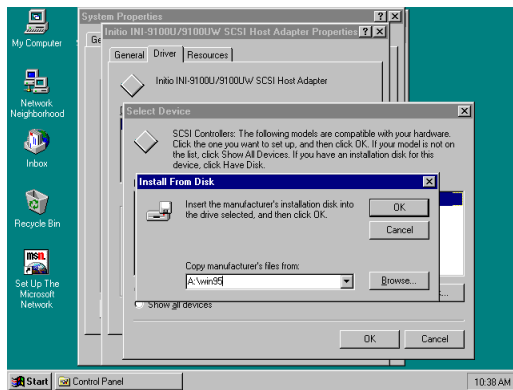 My Computer
Network
Neighborhood
Inbox
Recycle Bin
msn.
Set Up The
Microsoft
Network
System Properties
Ge
Initio INI-9100U/9100UW SCSI Host Adapter Properties
General
Driver
Resources
Initio INI-9100U/9100UW SCSI Host Adapter
Select Device
SCSI Controllers: The following models are compatible with your hardware.
Click the one you want to set up, and then click OK. If your model is not on
the list, click Show All Devices. If you have an installation disk for this
device, click Have Disk.
Install From Disk
Insert the manufacturer's installation disk into
the drive selected, and then click OK.
OK
Cancel
Copy manufacturer's files from:
A:\win95
Browse...
Show all devices
OK
Cancel
Start
Control Panel
10:38 AM